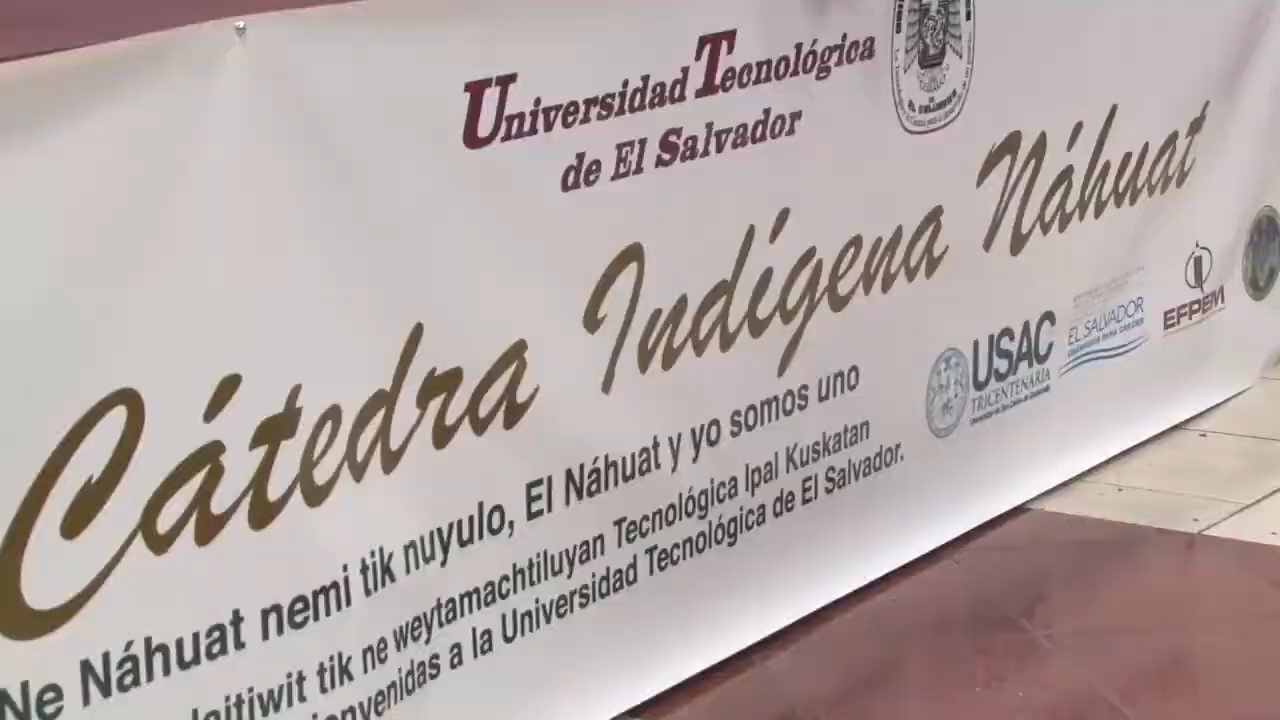 Universidad Tecnológica
de El Salvador
Cátedra Indígena Náhuat
Ne Náhuat nemi tik nuyulo, El Náhuat y yo somos uno
tik ne weytamachtiluyan Tecnológica Ipal Kuskatan
a la Universidad Tecnológica de El Salvador.
USAC
TRICENTENARIA
EL SALVADOR
EFPEM